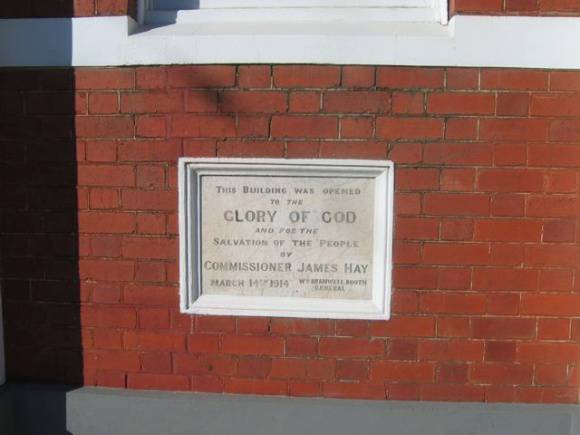 THIS BUILDING WAS OPENED
TO THE
GLORY OF GOD
AND FOR THE
SALVATION OF THE PEOPLE
BY
COMMISSIONER JAMES HAY
MARCH 14TH 1914 WM BRAMWELL BOOTH
GENERAL